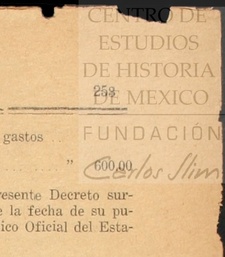 CENTRO DE
ESTUDIOS
DE HISTORIA
DE MEXICO
FUNDACIÓN
Carlos Slim
258
gastos ...
" 600.00
resente Decreto sur-
e la fecha de su pu-
ico Oficial del Esta-